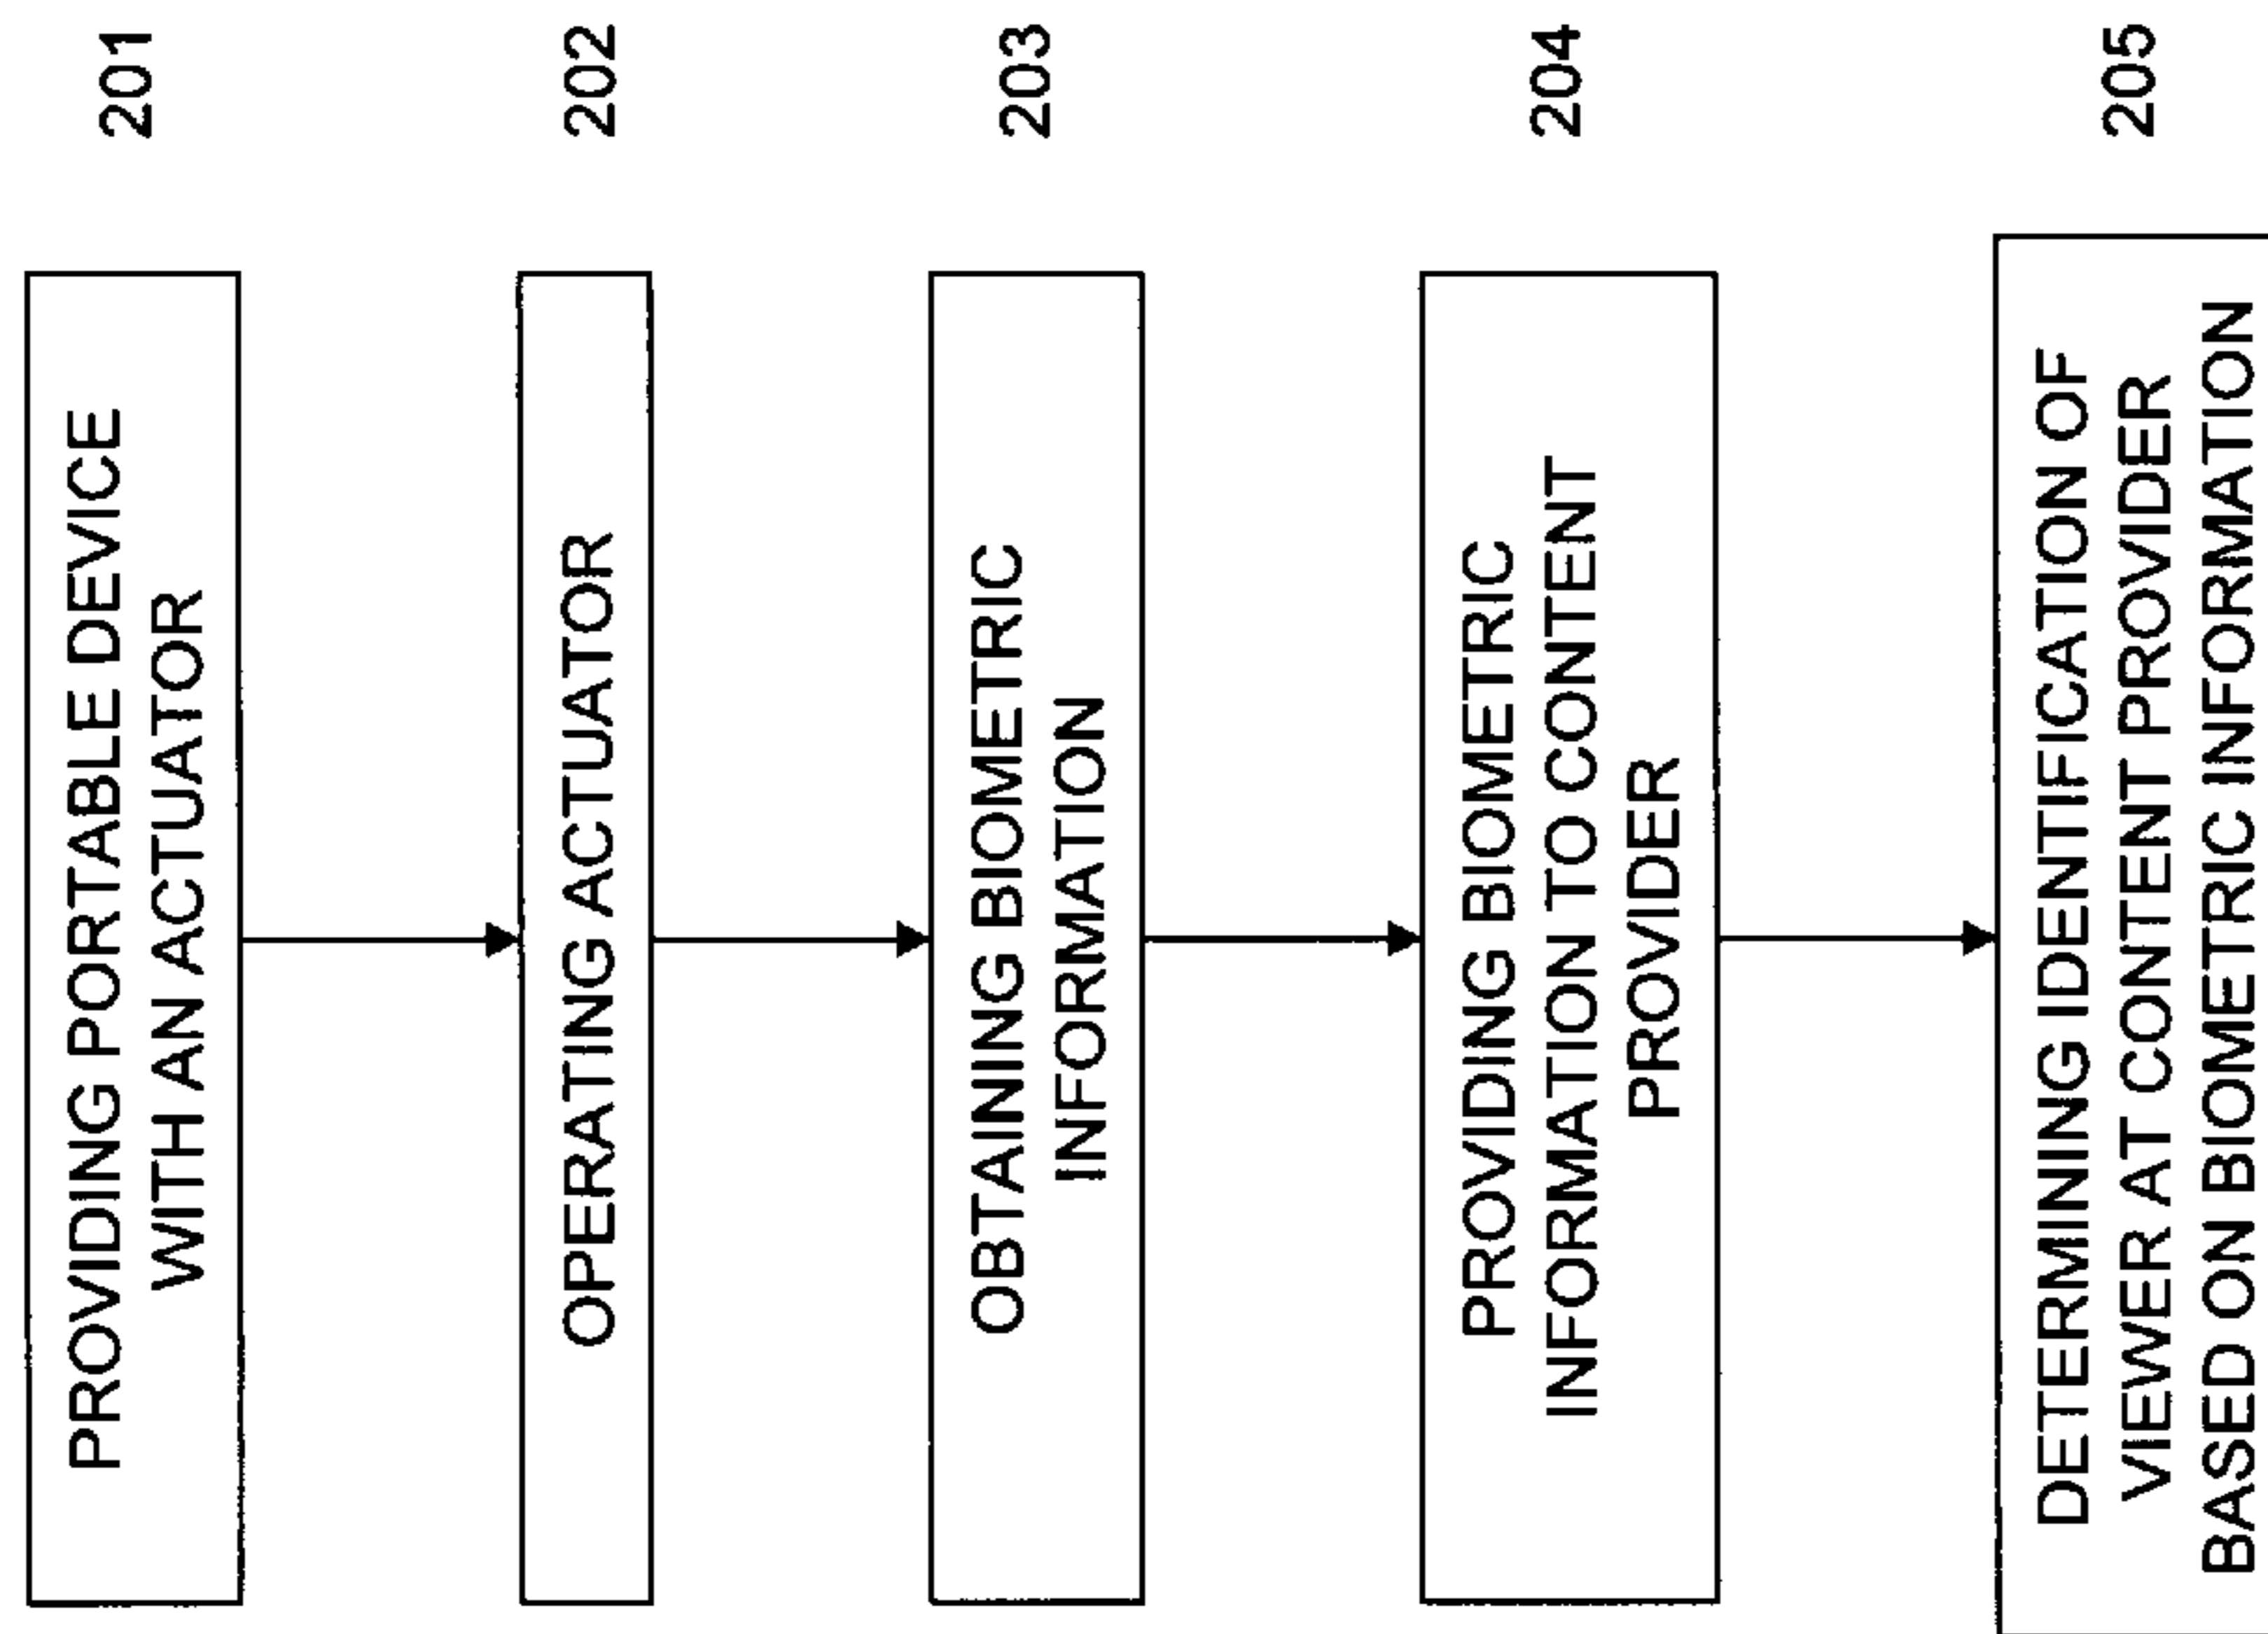 PROVIDING PORTABLE DEVICE
WITH AN ACTUATOR
201
OPERATING ACTUATOR
202
OBTAINING BIOMETRIC
INFORMATION
203
PROVIDING BIOMETRIC
INFORMATION TO CONTENT
PROVIDER
204
DETERMINING IDENTIFICATION OF
VIEWER AT CONTENT PROVIDER
BASED ON BIOMETRIC INFORMATION
205